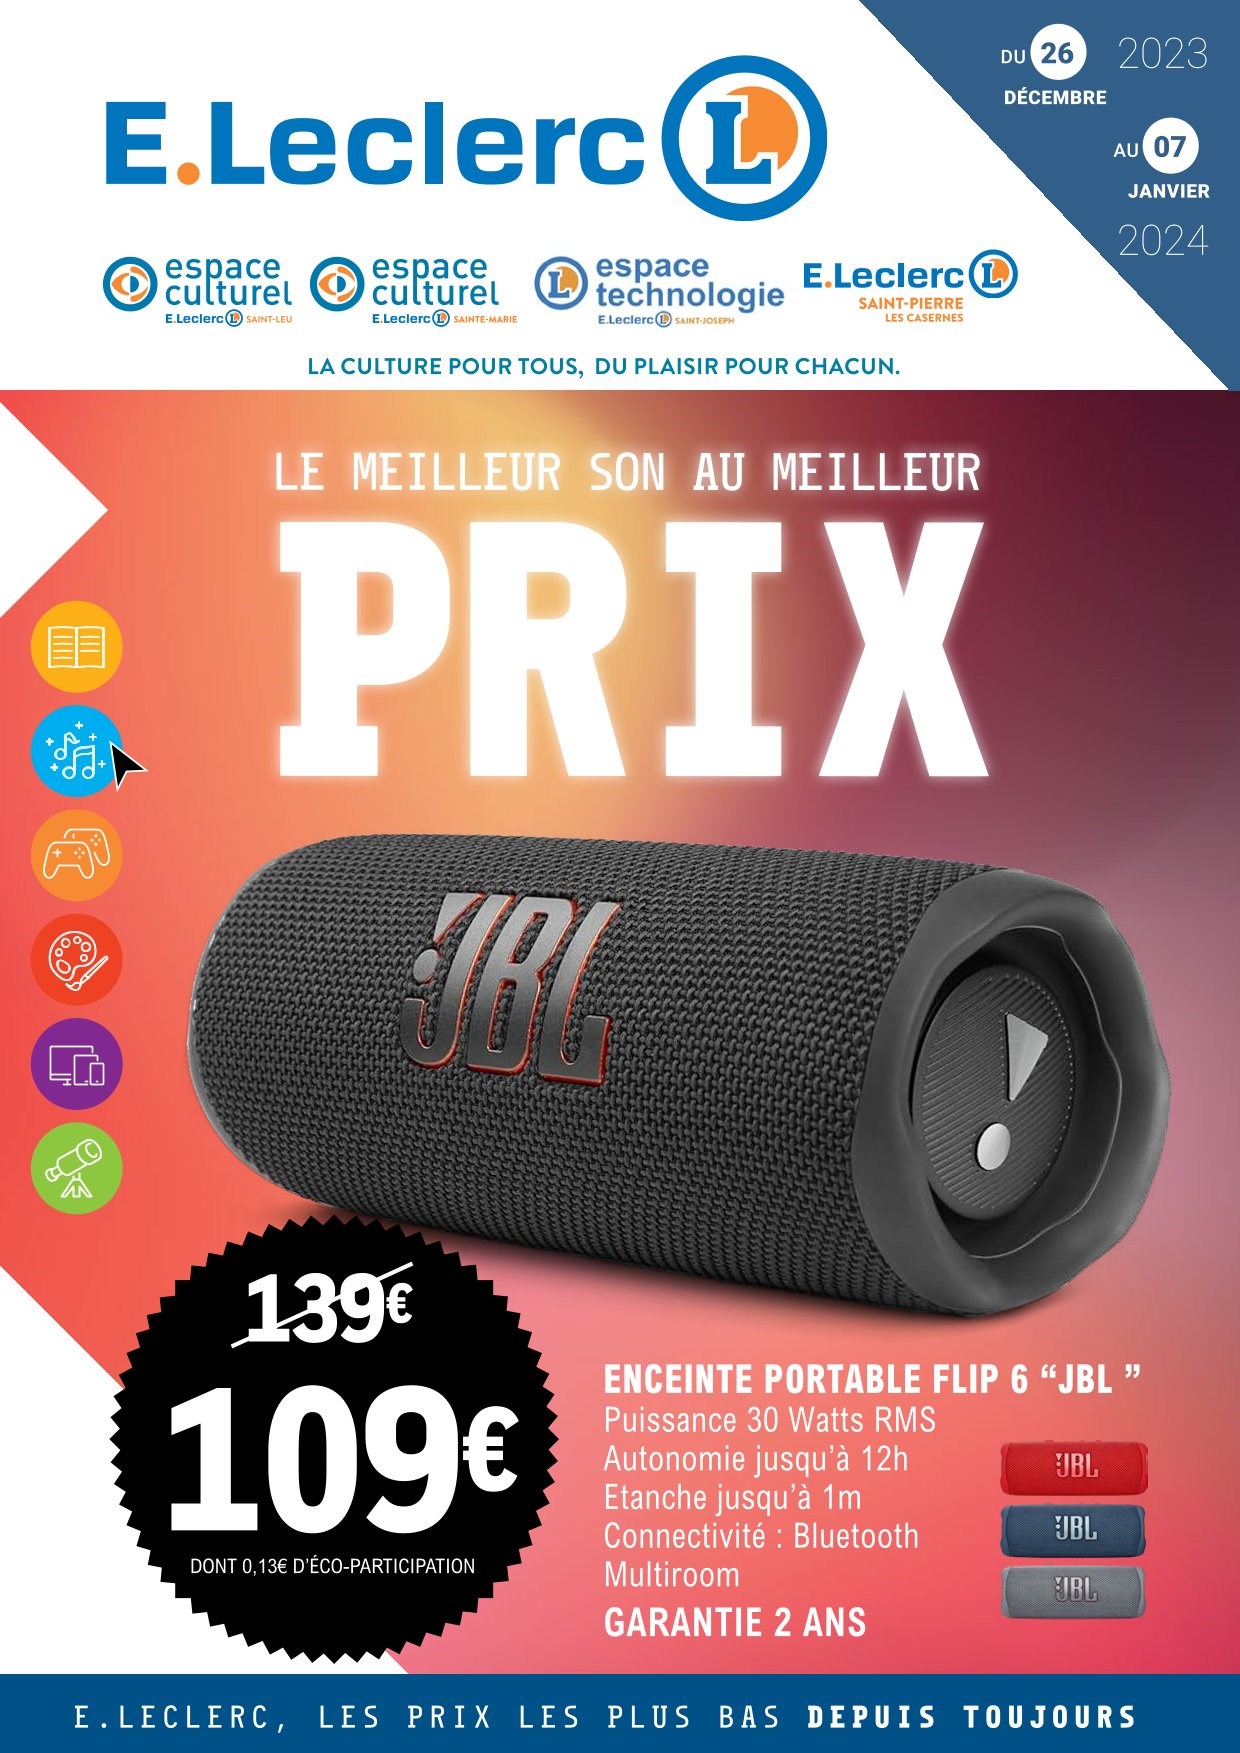 DU 26 2023
DÉCEMBRE
AU 07
JANVIER
2024
E.Leclerc L
espace culturel
E.Leclerc L SAINT-LEU
espace culturel
E.Leclerc L SAINTE-MARIE
espace technologie
E.Leclerc L SAINT-JOSEPH
E.Leclerc L
SAINT-PIERRE
LES CASERNES
LA CULTURE POUR TOUS, DU PLAISIR POUR CHACUN.
LE MEILLEUR SON AU MEILLEUR
PRIX
JBL
139€
109€
DONT 0,13€ D'ÉCO-PARTICIPATION
ENCEINTE PORTABLE FLIP 6 “JBL ”
Puissance 30 Watts RMS
Autonomie jusqu'à 12h
Etanche jusqu'à 1m
Connectivité : Bluetooth
Multiroom
GARANTIE 2 ANS
JBL
JBL
JBL
E.LECLERC, LES PRIX LES PLUS BAS DEPUIS TOUJOURS